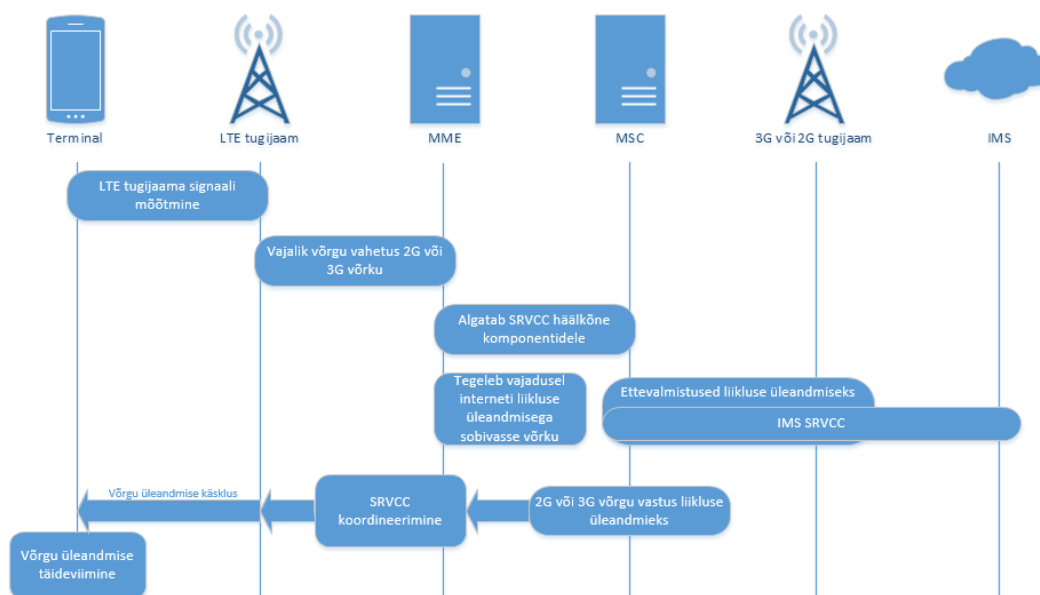 Terminal
LTE tugijaam
MME
MSC
3G või 2G tugijaam
IMS
LTE tugijaama signaali
mõõtmine
Vajalik võrgu vahetus 2G või
3G võrku
Algatab SRVCC häälkõne
komponentidele
Tegeleb vajadusel
interneti liikluse
üleandmisega
sobivasse võrku
Ettevalmistused liikluse üleandmiseks
IMS SRVCC
Võrgu üleandmise käsklus
SRVCC
koordineerimine
2G või 3G võrgu vastus liikluse
üleandmieks
Võrgu üleandmise
täideviimine